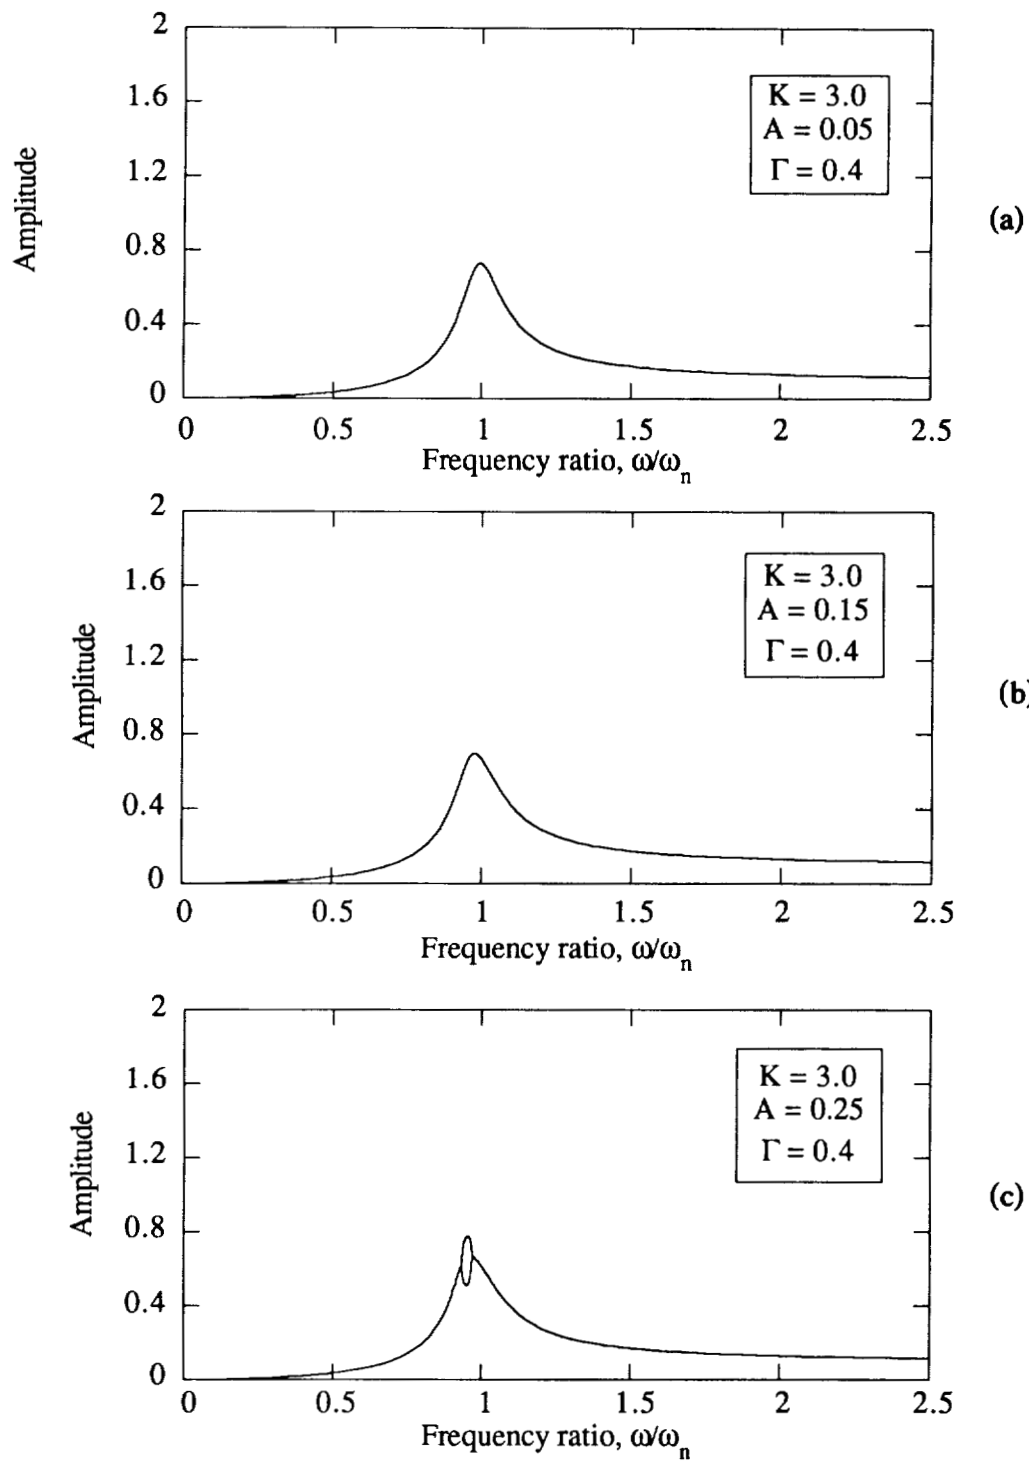 2
1.6
1.2
0.8
0.4
0
Amplitude
K = 3.0
A = 0.05
Γ = 0.4
(a)
0 0.5 1 1.5 2 2.5
Frequency ratio, ω/ωn
2
1.6
1.2
0.8
0.4
0
Amplitude
K = 3.0
A = 0.15
Γ = 0.4
(b)
0 0.5 1 1.5 2 2.5
Frequency ratio, ω/ωn
2
1.6
1.2
0.8
0.4
0
Amplitude
K = 3.0
A = 0.25
Γ = 0.4
(c)
0 0.5 1 1.5 2 2.5
Frequency ratio, ω/ωn